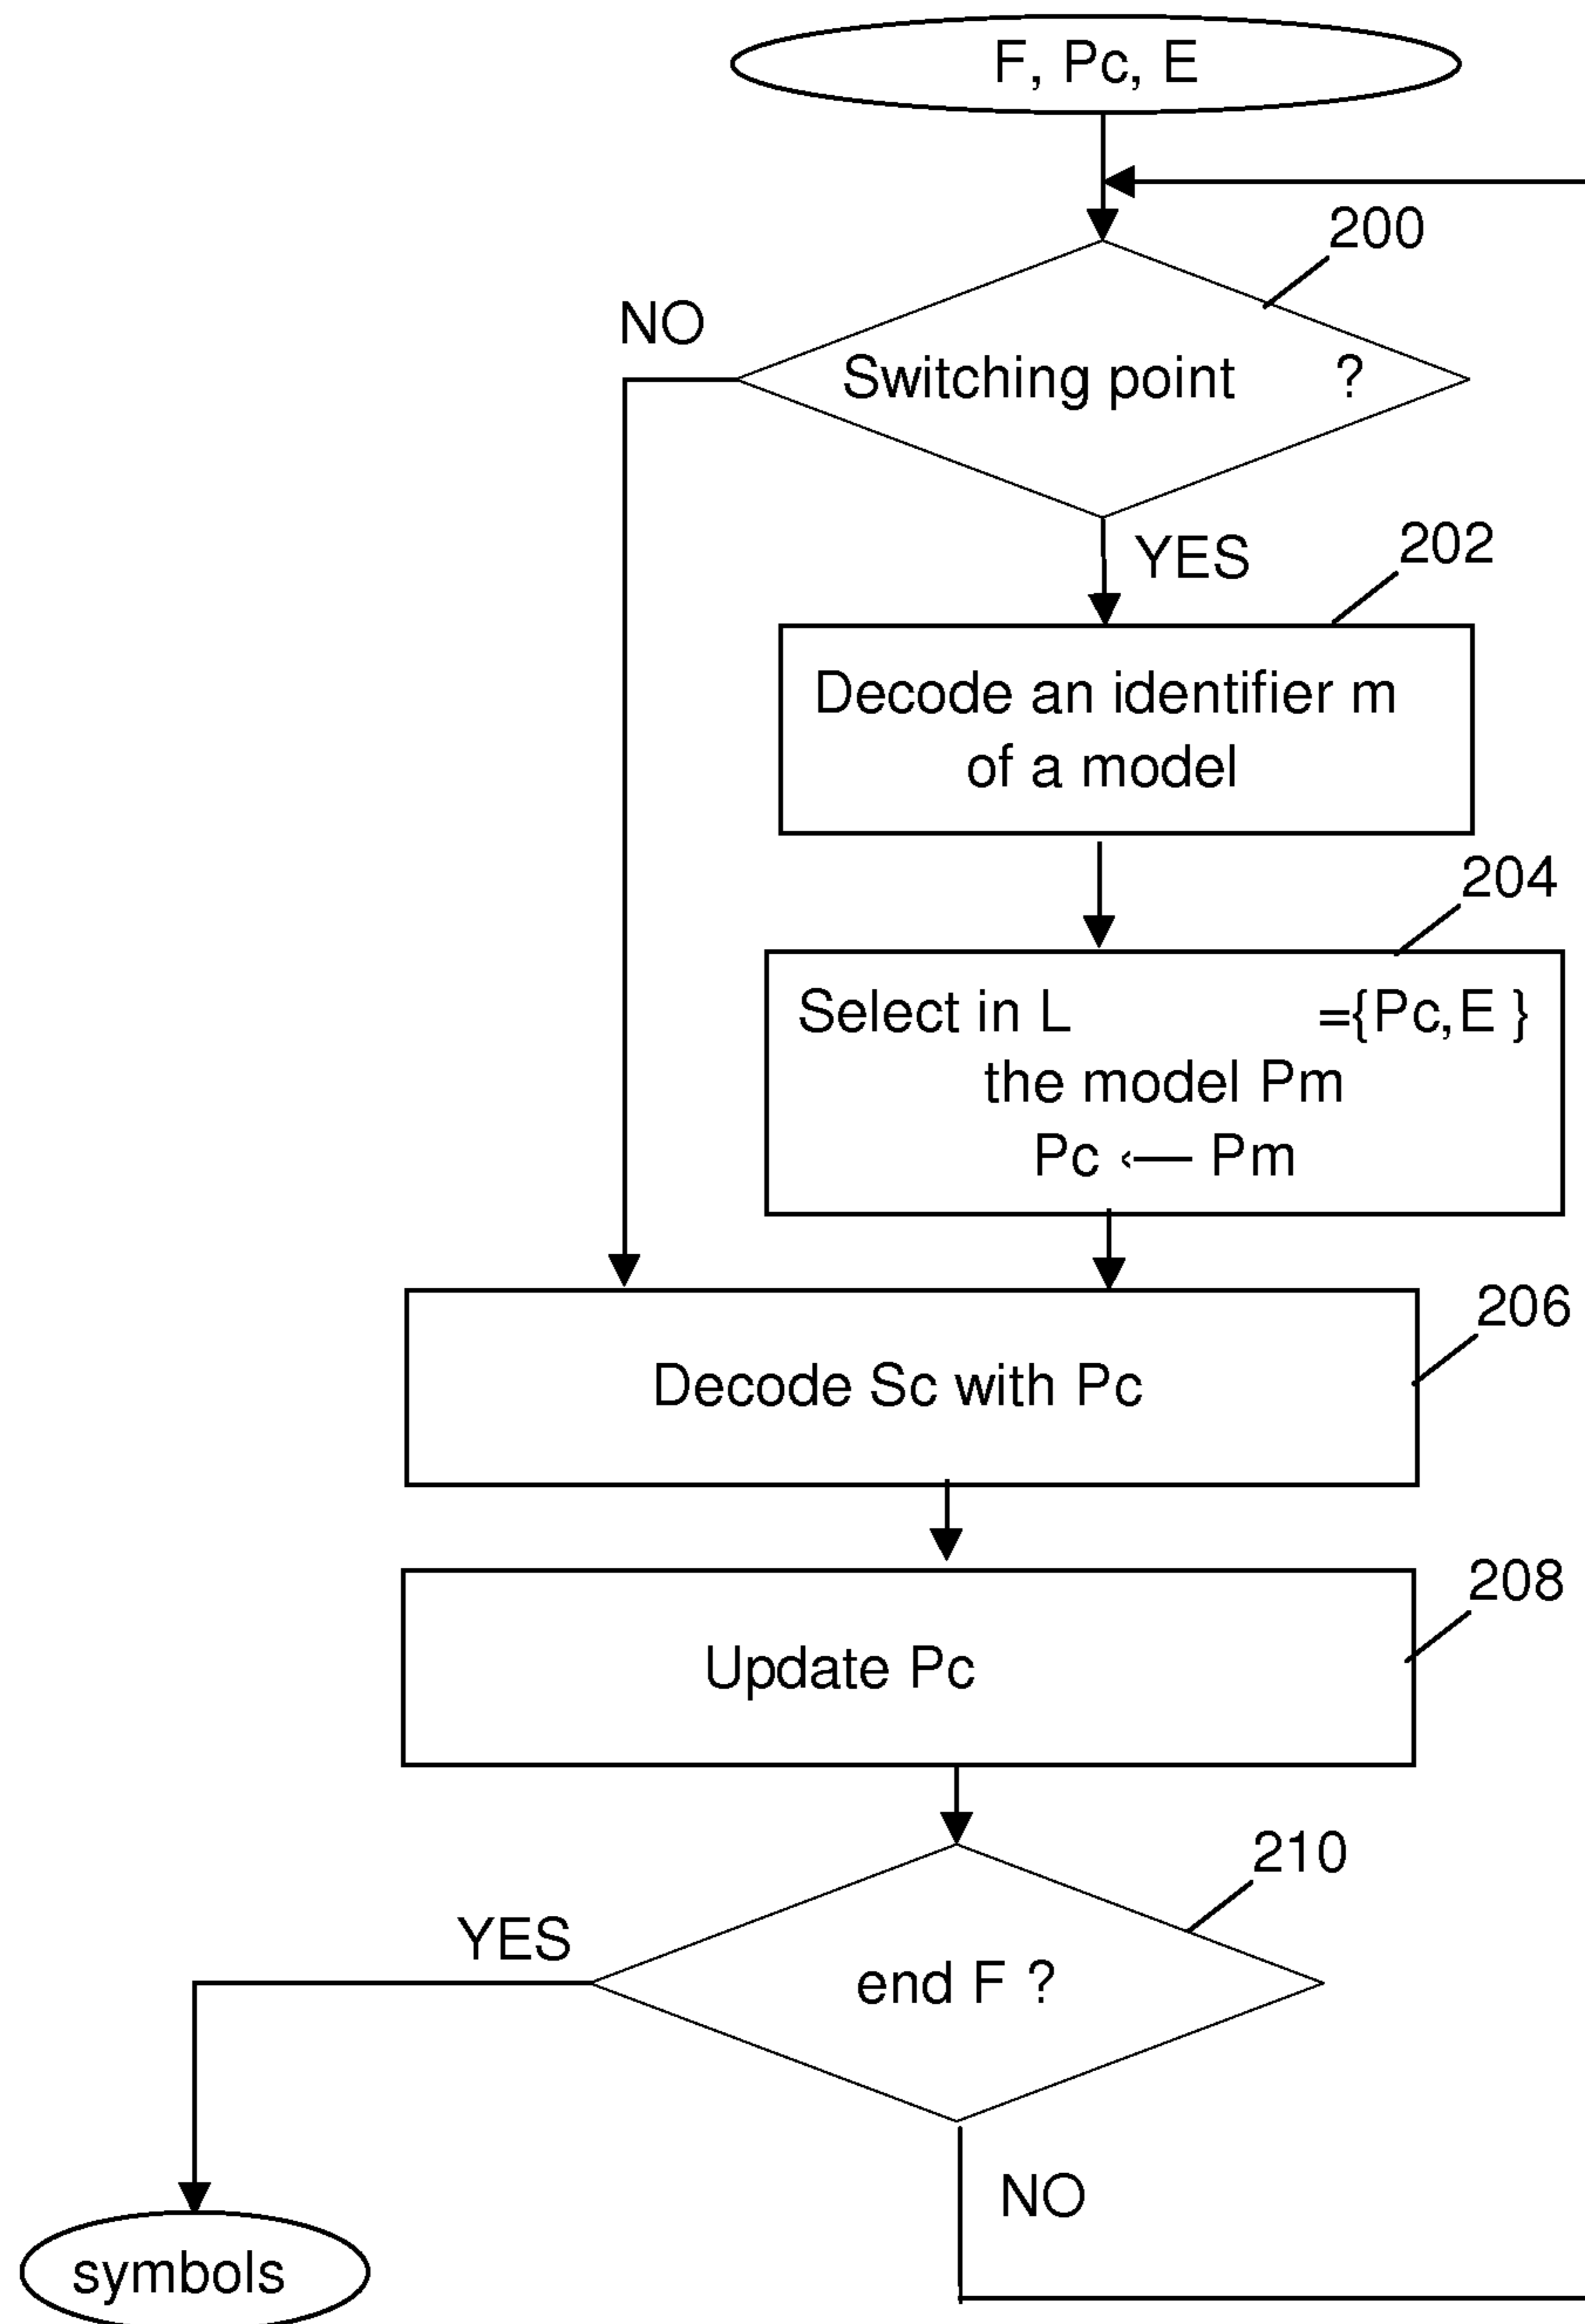 F, Pc, E
200
NO
Switching point ?
YES
202
Decode an identifier m
of a model
204
Select in L ={Pc,E }
the model Pm
Pc ‹— Pm
206
Decode Sc with Pc
208
Update Pc
210
YES
end F ?
NO
symbols